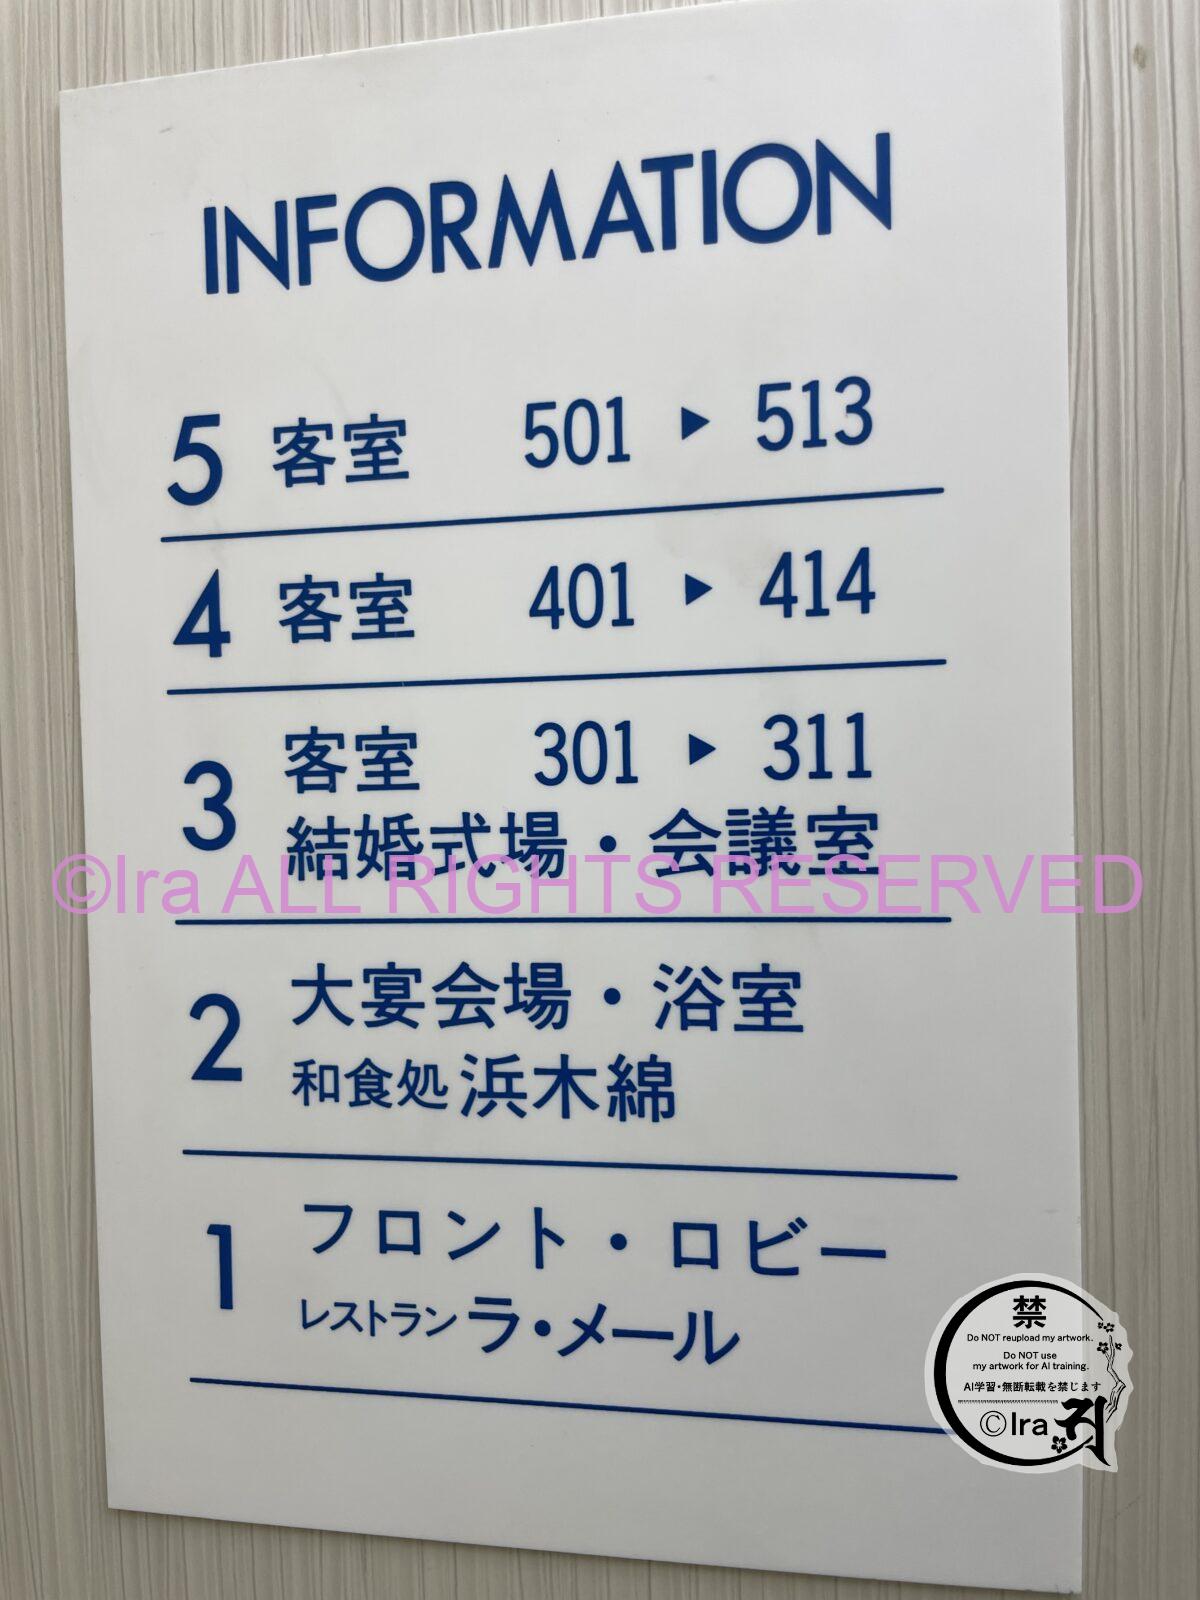 INFORMATION
5 客室 501 ▶ 513
4 客室 401 ▶ 414
3 客室 301 ▶ 311
結婚式場・会議室
©Ira ALL RIGHTS RESERVED
2 大宴会場・浴室
和食処 浜木綿
1 フロント・ロビー
レストラン ラ・メール
禁
Do NOT reupload my artwork.
Do NOT use
my artwork for AI training.
AI学習・無断転載を禁じます
©Ira